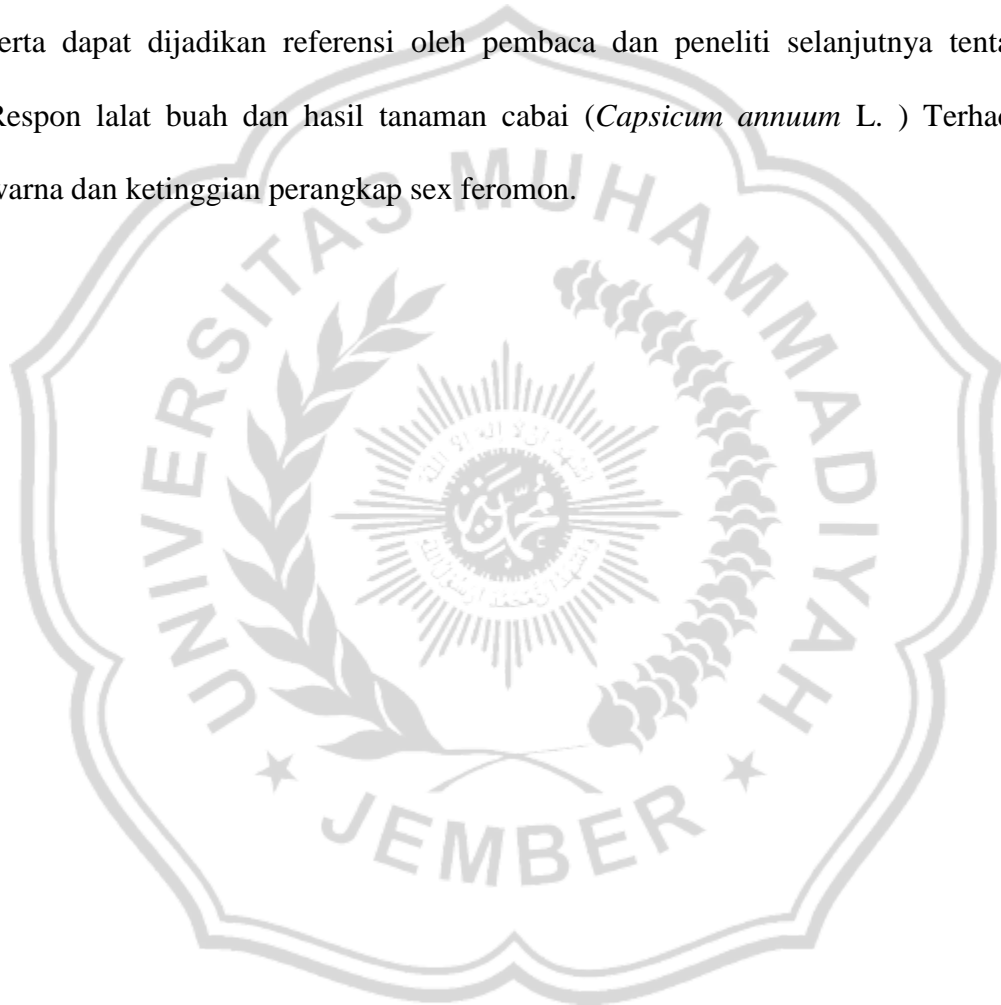 erta dapat dijadikan referensi oleh pembaca dan peneliti selanjutnya tenta
Respon lalat buah dan hasil tanaman cabai (Capsicum annuum L. ) Terhad
warna dan ketinggian perangkap sex feromon.
UNIVERSITAS MUHAMMADIYAH
JEMBER